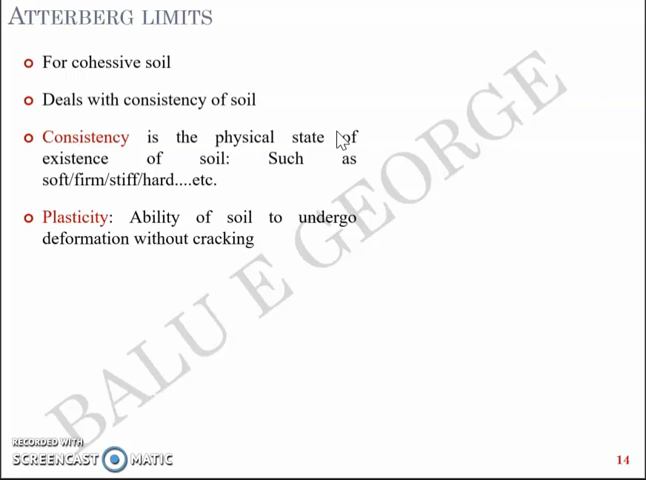 ATTERBERG LIMITS
For cohessive soil
Deals with consistency of soil
Consistency is the physical state of
existence of soil: Such as
soft/firm/stiff/hard....etc.
Plasticity: Ability of soil to undergo
deformation without cracking
BALU E GEORGE
RECORDED WITH
SCREENCAST MATIC
14